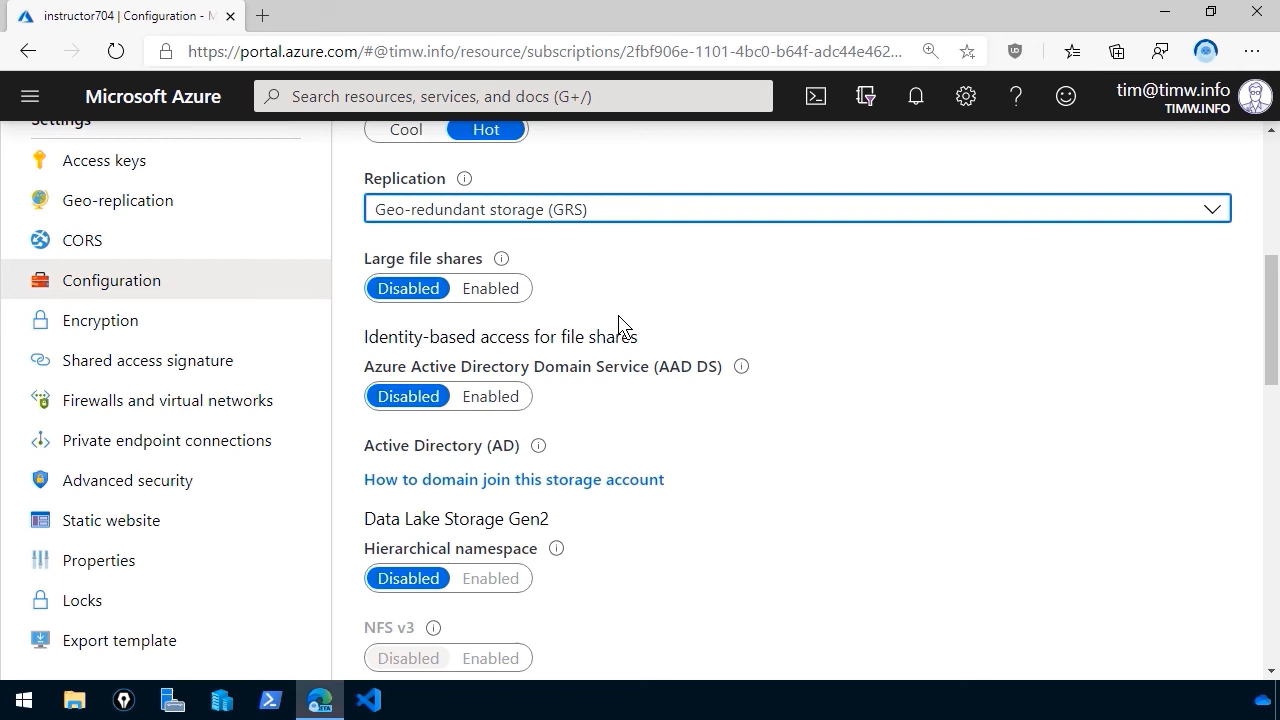 instructor704 | Configuration - M
https://portal.azure.com/#@timw.info/resource/subscriptions/2fbf906e-1101-4bc0-b64f-adc44e462...
Microsoft Azure
Search resources, services, and docs (G+/)
tim@timw.info
TIMW.INFO
Settings
Access keys
Geo-replication
CORS
Configuration
Encryption
Shared access signature
Firewalls and virtual networks
Private endpoint connections
Advanced security
Static website
Properties
Locks
Export template
Cool Hot
Replication
Geo-redundant storage (GRS)
Large file shares
Disabled Enabled
Identity-based access for file shares
Azure Active Directory Domain Service (AAD DS)
Disabled Enabled
Active Directory (AD)
How to domain join this storage account
Data Lake Storage Gen2
Hierarchical namespace
Disabled Enabled
NFS v3
Disabled Enabled